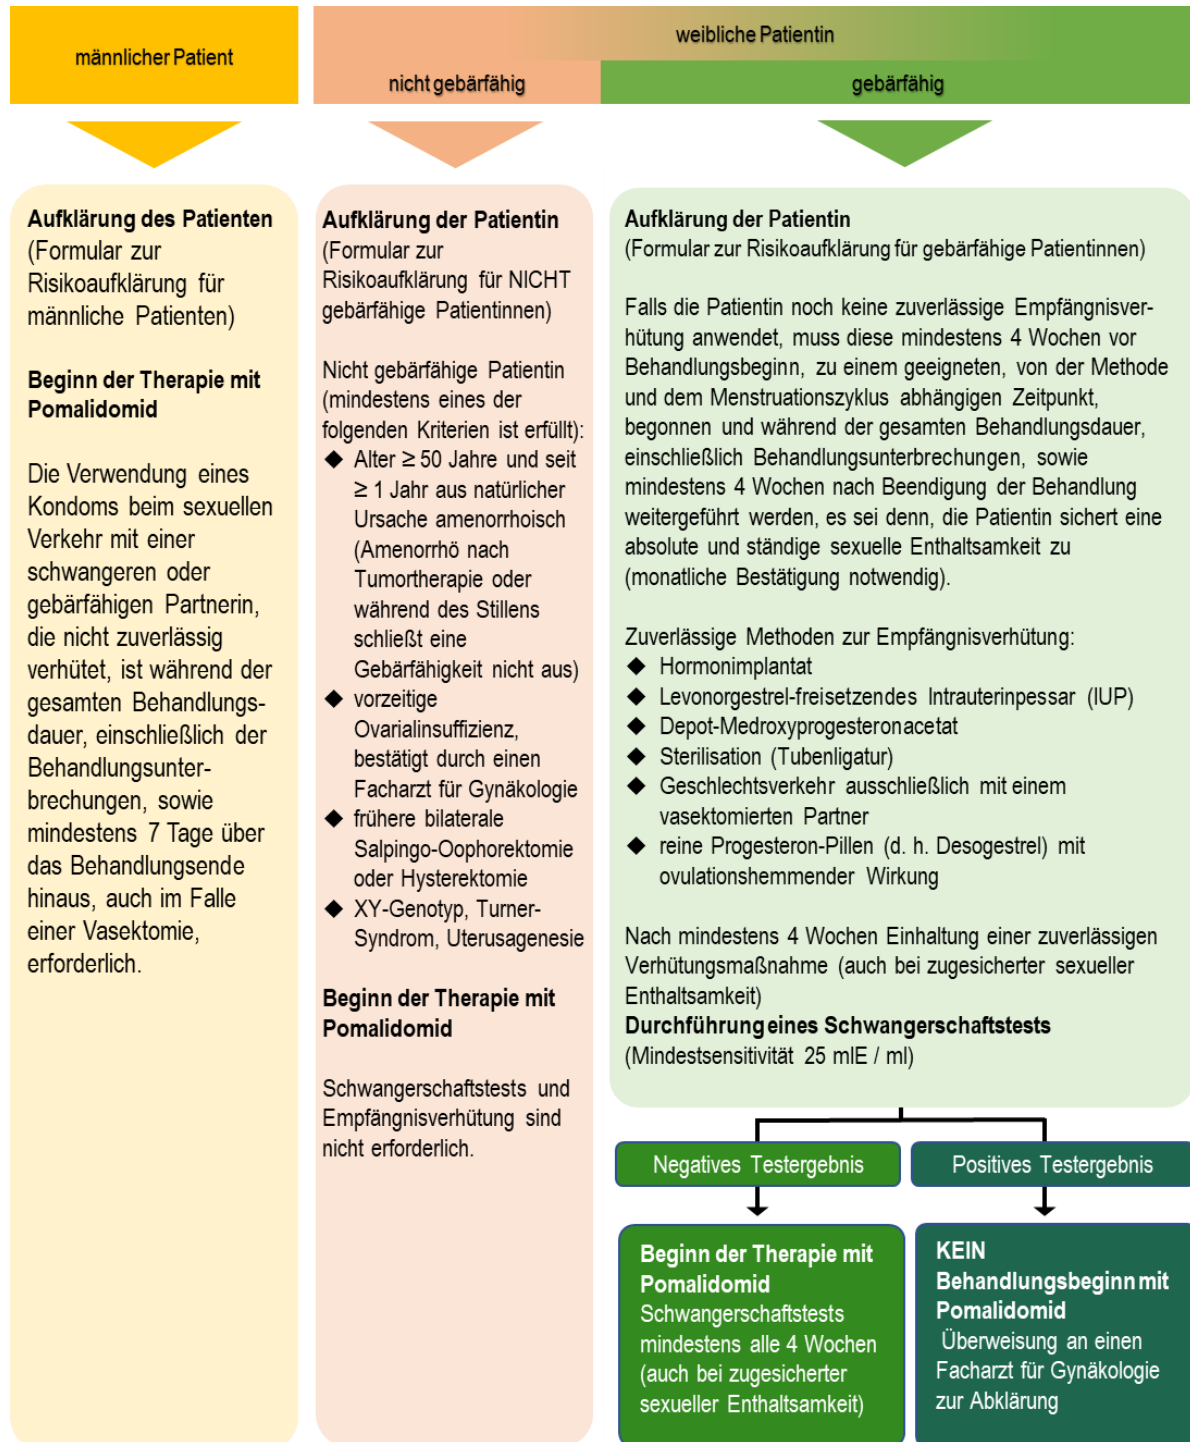 männlicher Patient
weibliche Patientin
nicht gebärfähig
gebärfähig
Aufklärung des Patienten
(Formular zur
Risikoaufklärung für
männliche Patienten)
Beginn der Therapie mit
Pomalidomid
Die Verwendung eines
Kondoms beim sexuellen
Verkehr mit einer
schwangeren oder
gebärfähigen Partnerin,
die nicht zuverlässig
verhütet, ist während der
gesamten Behandlungs-
dauer, einschließlich der
Behandlungsunter-
brechungen, sowie
mindestens 7 Tage über
das Behandlungsende
hinaus, auch im Falle
einer Vasektomie,
erforderlich.
Aufklärung der Patientin
(Formular zur
Risikoaufklärung für NICHT
gebärfähige Patientinnen)
Nicht gebärfähige Patientin
(mindestens eines der
folgenden Kriterien ist erfüllt):
◆ Alter ≥ 50 Jahre und seit
≥ 1 Jahr aus natürlicher
Ursache amenorrhoisch
(Amenorrhö nach
Tumortherapie oder
während des Stillens
schließt eine
Gebärfähigkeit nicht aus)
◆ vorzeitige
Ovarialinsuffizienz,
bestätigt durch einen
Facharzt für Gynäkologie
◆ frühere bilaterale
Salpingo-Oophorektomie
oder Hysterektomie
◆ XY-Genotyp, Turner-
Syndrom, Uterusagenesie
Beginn der Therapie mit
Pomalidomid
Schwangerschaftstests und
Empfängnisverhütung sind
nicht erforderlich.
Aufklärung der Patientin
(Formular zur Risikoaufklärung für gebärfähige Patientinnen)
Falls die Patientin noch keine zuverlässige Empfängnisver-
hütung anwendet, muss diese mindestens 4 Wochen vor
Behandlungsbeginn, zu einem geeigneten, von der Methode
und dem Menstruationszyklus abhängigen Zeitpunkt,
begonnen und während der gesamten Behandlungsdauer,
einschließlich Behandlungsunterbrechungen, sowie
mindestens 4 Wochen nach Beendigung der Behandlung
weitergeführt werden, es sei denn, die Patientin sichert eine
absolute und ständige sexuelle Enthaltsamkeit zu
(monatliche Bestätigung notwendig).
Zuverlässige Methoden zur Empfängnisverhütung:
◆ Hormonimplantat
◆ Levonorgestrel-freisetzendes Intrauterinpessar (IUP)
◆ Depot-Medroxyprogesteronacetat
◆ Sterilisation (Tubenligatur)
◆ Geschlechtsverkehr ausschließlich mit einem
vasektomierten Partner
◆ reine Progesteron-Pillen (d. h. Desogestrel) mit
ovulationshemmender Wirkung
Nach mindestens 4 Wochen Einhaltung einer zuverlässigen
Verhütungsmaßnahme (auch bei zugesicherter sexueller
Enthaltsamkeit)
Durchführung eines Schwangerschaftstests
(Mindestsensitivität 25 mIE / ml)
Negatives Testergebnis
Positives Testergebnis
Beginn der Therapie mit
Pomalidomid
Schwangerschaftstests
mindestens alle 4 Wochen
(auch bei zugesicherter
sexueller Enthaltsamkeit)
KEIN
Behandlungsbeginn mit
Pomalidomid
Überweisung an einen
Facharzt für Gynäkologie
zur Abklärung